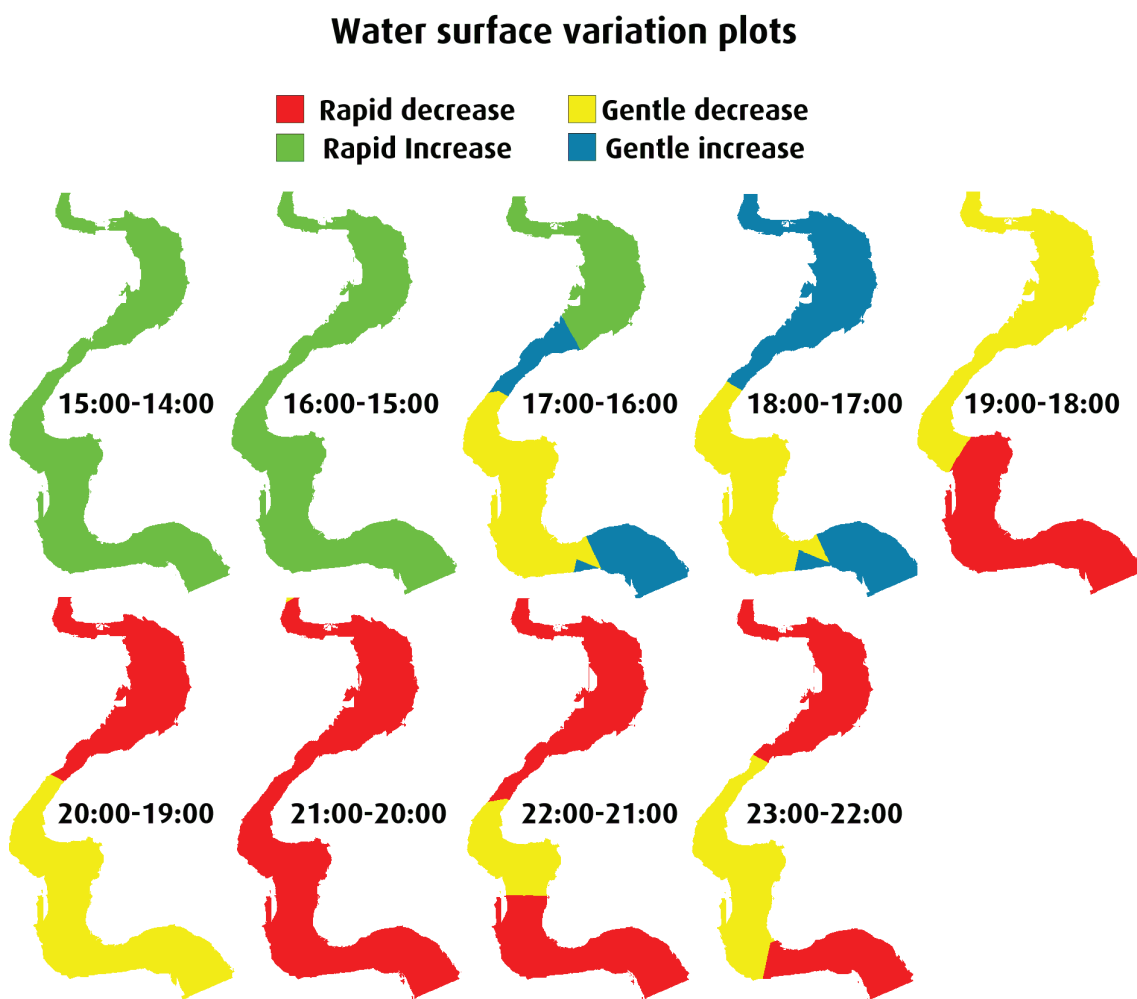 Water surface variation plots
Rapid decrease
Gentle decrease
Rapid Increase
Gentle increase
15:00-14:00
16:00-15:00
17:00-16:00
18:00-17:00
19:00-18:00
20:00-19:00
21:00-20:00
22:00-21:00
23:00-22:00